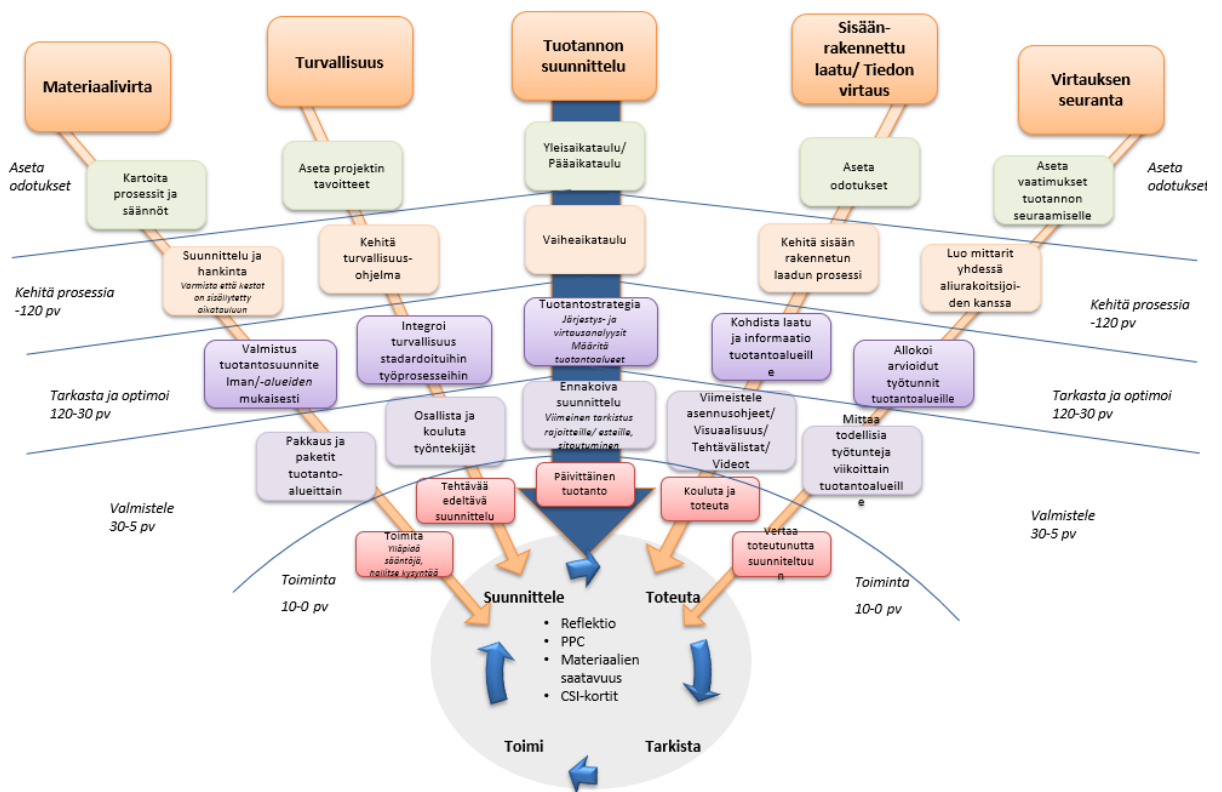 Materiaalivirta
Turvallisuus
Tuotannon
suunnittelu
Sisään-
rakennettu
laatu/ Tiedon
virtaus
Virtauksen
seuranta
Aseta
odotukset
Kartoita
prosessit ja
säännöt
Aseta projektin
tavoitteet
Yleisaikataulu/
Pääaikataulu
Aseta
odotukset
Aseta
vaatimukset
tuotannon
seuraamiselle
Aseta
odotukset
Kehitä prosessia
-120 pv
Suunnittelu ja
hankinta
Varmista että kestot
on sisällytetty
aikatauluun
Kehitä
turvallisuus-
ohjelma
Vaiheaikataulu
Kehitä sisään
rakennetun
laadun prosessi
Luo mittarit
yhdessä
aliurakoitsijoi-
den kanssa
Kehitä prosessia
-120 pv
Tarkasta ja optimoi
120-30 pv
Valmistus
tuotantosuunnite
lman/-alueiden
mukaisesti
Integroi
turvallisuus
stadardoituihin
työprosesseihin
Tuotantostrategia
Järjestys- ja
virtausanalyysit
Määritä
tuotantoalueet
Kohdista laatu
ja informaatio
tuotantoalueill
e
Allokoi
arvioidut
työtunnit
tuotantoalueille
Tarkasta ja optimoi
120-30 pv
Valmistele
30-5 pv
Pakkaus ja
paketit
tuotanto-
alueittain
Osallista ja
kouluta
työntekijät
Ennakoiva
suunnittelu
Viimeinen tarkistus
rajoitteille/ esteille,
sitoutuminen
Viimeistele
asennusohjeet/
Visuaalisuus/
Tehtävälistat/
Videot
Mittaa
todellisia
työtunteja
viikoittain
tuotantoalueill
e
Valmistele
30-5 pv
Toiminta
10-0 pv
Toimita
Ylläpidä
sääntöjä,
hallitse kysyntää
Tehtävää
edeltävä
suunnittelu
Päivittäinen
tuotanto
Kouluta ja
toteuta
Vertaa
toteutunutta
suunniteltuu
n
Toiminta
10-0 pv
Suunnittele
Toteuta
• Reflektio
• PPC
• Materiaalien
saatavuus
• CSI-kortit
Toimi
Tarkista